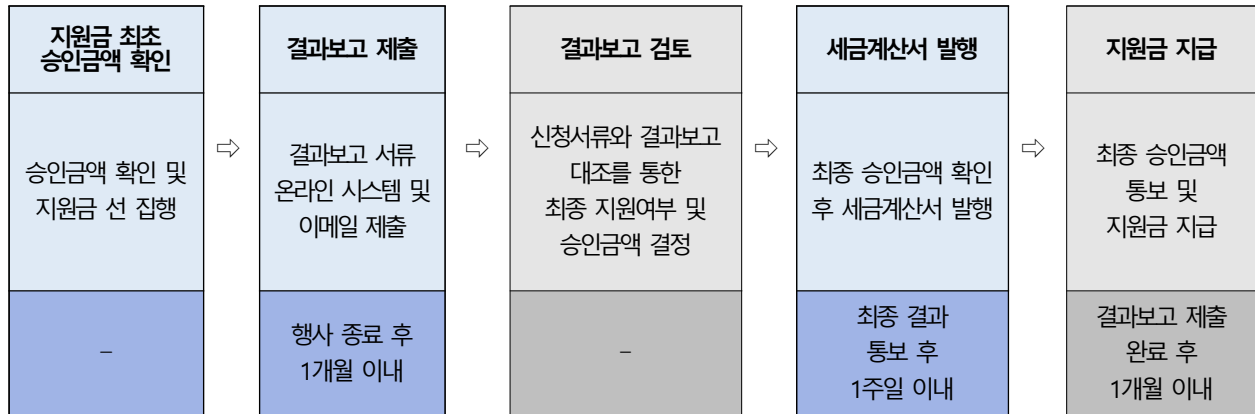 지원금 최초
승인금액 확인
승인금액 확인 및
지원금 선 집행
–
⇨
결과보고 제출
결과보고 서류
온라인 시스템 및
이메일 제출
행사 종료 후
1개월 이내
⇨
결과보고 검토
신청서류와 결과보고
대조를 통한
최종 지원여부 및
승인금액 결정
–
⇨
세금계산서 발행
최종 승인금액 확인
후 세금계산서 발행
최종 결과
통보 후
1주일 이내
⇨
지원금 지급
최종 승인금액
통보 및
지원금 지급
결과보고 제출
완료 후
1개월 이내